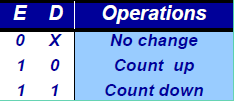 E D Operations
0 X No change
1 0 Count up
1 1 Count down